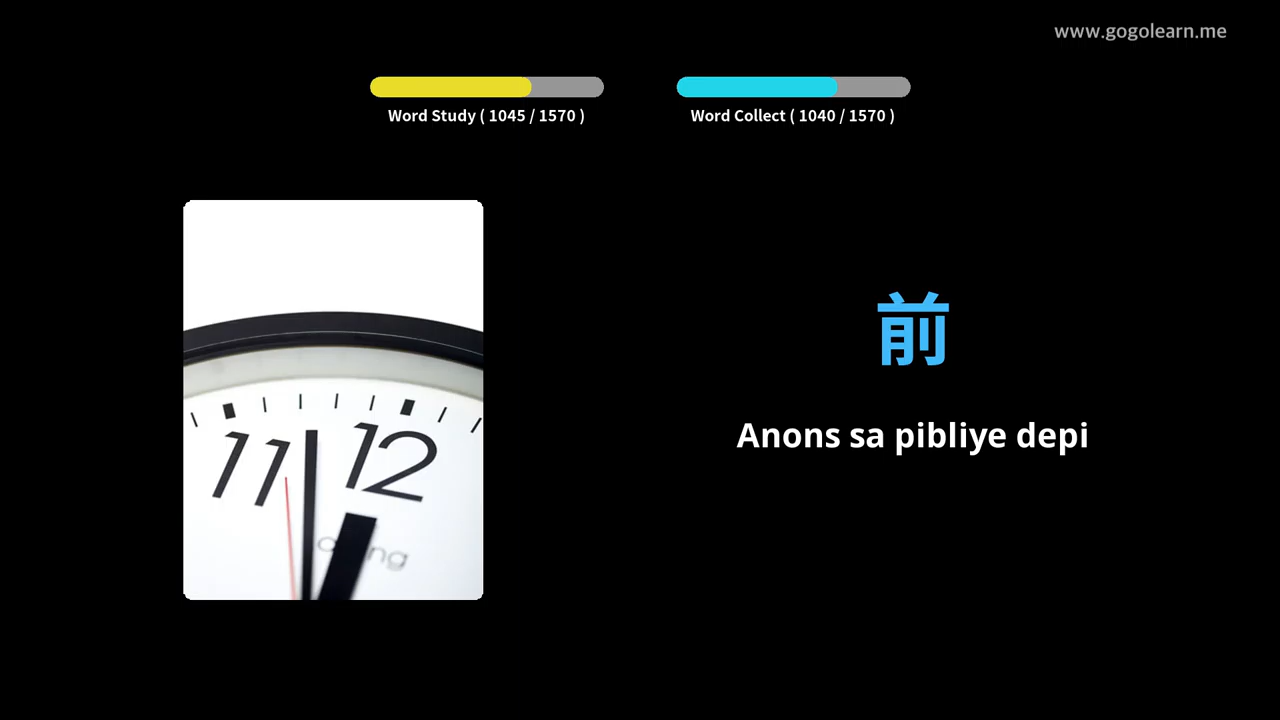 www.gogolearn.me
Word Study ( 1045 / 1570 )
Word Collect ( 1040 / 1570 )
11 12
前
Anons sa pibliye depi